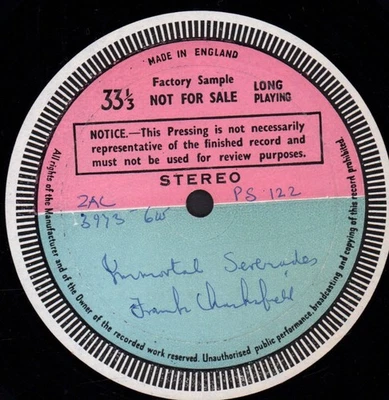 MADE IN ENGLAND
Factory Sample
33⅓ NOT FOR SALE LONG PLAYING
NOTICE.—This Pressing is not necessarily
representative of the finished record and
must not be used for review purposes.
STEREO
ZAL PS 122
3973 - 6W
Immortal Serenades
Frank Chacksfield
All rights of the Manufacturer and of the Owner of the recorded work reserved. Unauthorised public performance, broadcasting and copying of this record prohibited.